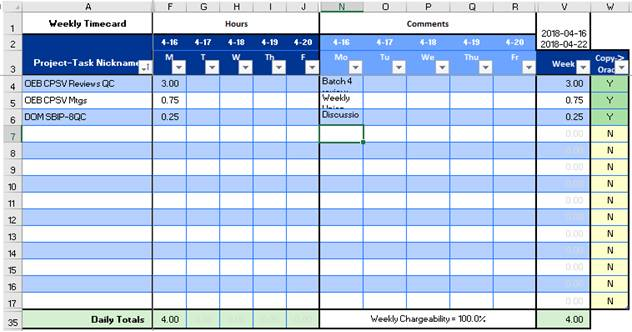 A F G H I J N O P Q R V W
1 Weekly Timecard Hours Comments 2018-04-16
2 4-16 4-17 4-18 4-19 4-20 4-16 4-17 4-18 4-19 4-20 2018-04-22
3 Project-Task Nickname M T W Th F Mo Tu We Thu Fr Week Copy-> Orac
4 OEB CPSV Reviews QC 3.00 Batch 4 3.00 Y
5 OEB CPSV Mtgs 0.75 Weekly 0.75 Y
6 DOM SBIP-8QC 0.25 Discussio 0.25 Y
7 0.00 N
8 0.00 N
9 0.00 N
10 0.00 N
11 0.00 N
12 0.00 N
13 0.00 N
14 0.00 N
15 0.00 N
16 0.00 N
17 0.00 N
35 Daily Totals 4.00 Weekly Chargeability = 100.0% 4.00